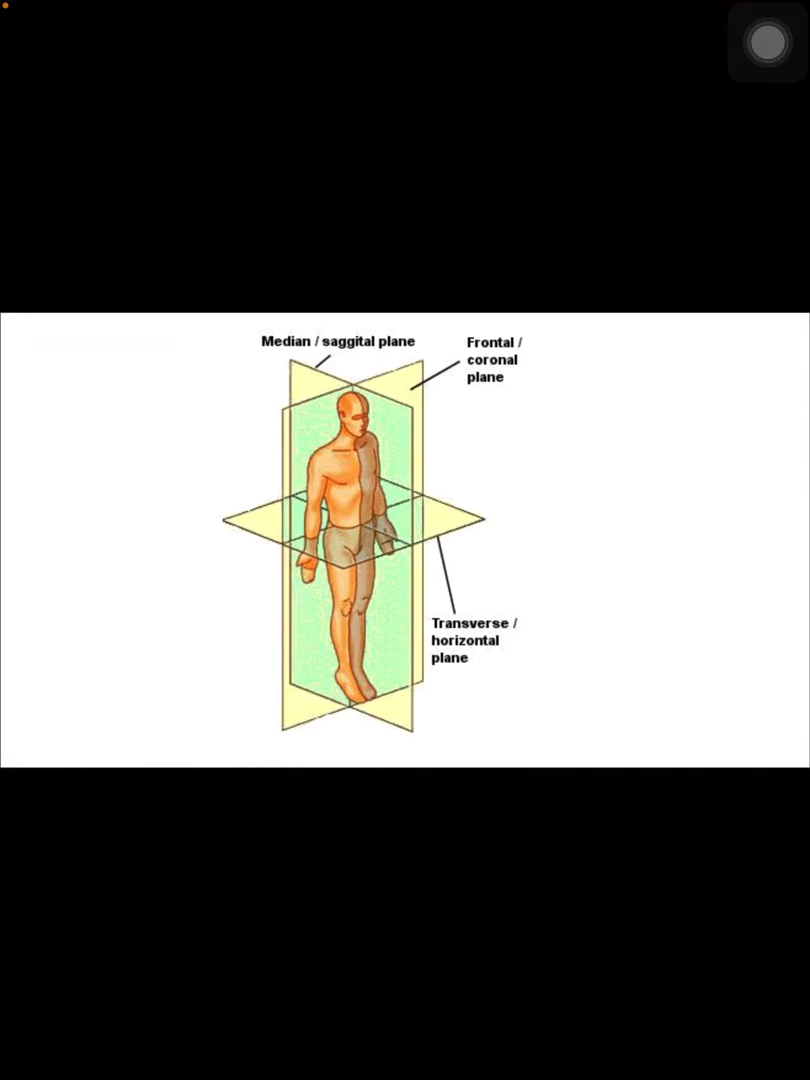 Median / saggital plane
Frontal /
coronal
plane
Transverse /
horizontal
plane